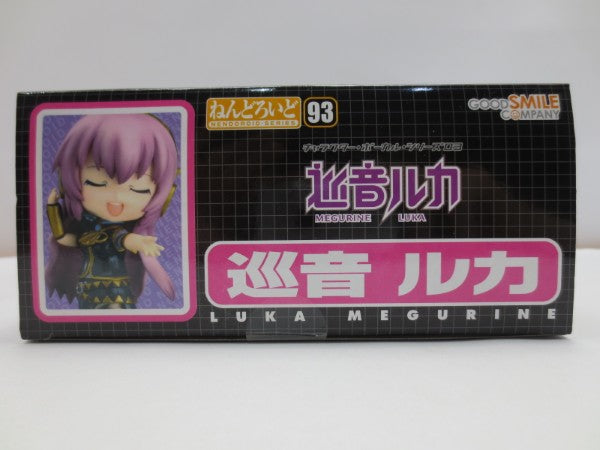 ねんどろいど 93
NENDOROID・SERIES
GOOD SMILE
COMPANY
キャラクター・ボーカル・シリーズ03
巡音ルカ
MEGURINE LUKA
巡音 ルカ
LUKA MEGURINE